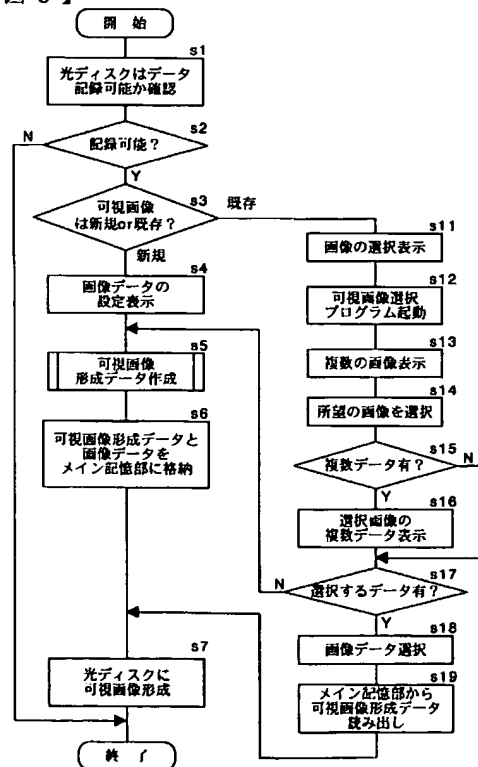 開 始
s1
光ディスクはデータ
記録可能か確認
s2
N
記録可能？
Y
s3
可視画像
は新規or既存？
既存
新規
s4
画像データの
設定表示
s5
可視画像
形成データ作成
s6
可視画像形成データと
画像データを
メイン記憶部に格納
s7
光ディスクに
可視画像形成
終 了
s11
画像の選択表示
s12
可視画像選択
プログラム起動
s13
複数の画像表示
s14
所望の画像を選択
s15
複数データ有？
N
Y
s16
選択画像の
複数データ表示
s17
N
選択するデータ有？
Y
s18
画像データ選択
s19
メイン記憶部から
可視画像形成データ
読み出し